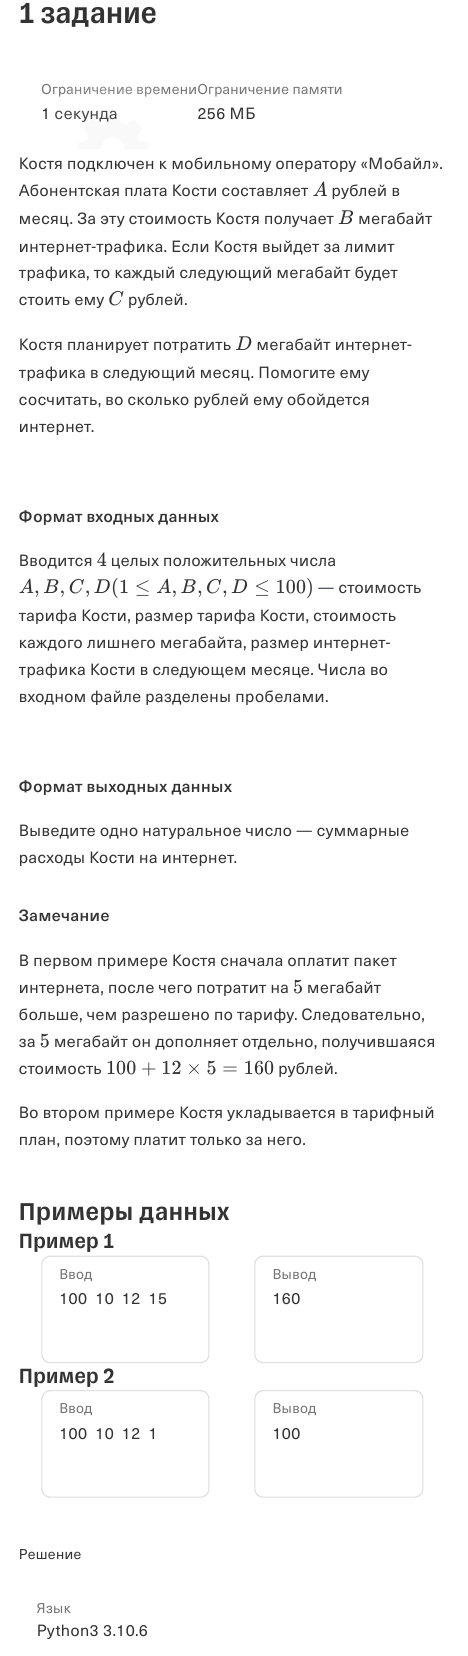 1 задание
Ограничение времениОграничение памяти
1 секунда 256 МБ
Костя подключен к мобильному оператору «Мобайл».
Абонентская плата Кости составляет A рублей в
месяц. За эту стоимость Костя получает B мегабайт
интернет-трафика. Если Костя выйдет за лимит
трафика, то каждый следующий мегабайт будет
стоить ему C рублей.
Костя планирует потратить D мегабайт интернет-
трафика в следующий месяц. Помогите ему
сосчитать, во сколько рублей ему обойдется
интернет.
Формат входных данных
Вводится 4 целых положительных числа
A, B, C, D(1 ≤ A, B, C, D ≤ 100) — стоимость
тарифа Кости, размер тарифа Кости, стоимость
каждого лишнего мегабайта, размер интернет-
трафика Кости в следующем месяце. Числа во
входном файле разделены пробелами.
Формат выходных данных
Выведите одно натуральное число — суммарные
расходы Кости на интернет.
Замечание
В первом примере Костя сначала оплатит пакет
интернета, после чего потратит на 5 мегабайт
больше, чем разрешено по тарифу. Следовательно,
за 5 мегабайт он дополняет отдельно, получившаяся
стоимость 100 + 12 × 5 = 160 рублей.
Во втором примере Костя укладывается в тарифный
план, поэтому платит только за него.
Примеры данных
Пример 1
Ввод Вывод
100 10 12 15 160
Пример 2
Ввод Вывод
100 10 12 1 100
Решение
Язык
Python3 3.10.6